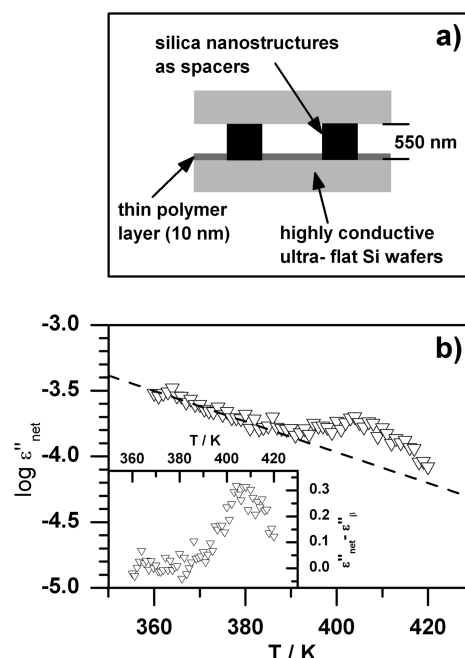 a)
silica nanostructures
as spacers
550 nm
thin polymer
layer (10 nm)
highly conductive
ultra- flat Si wafers
b)
-3.0
-3.5
-4.0
-4.5
-5.0
log ε"net
T / K
360 380 400 420
0.3
0.2
0.1
0.0
ε"net - ε"β
360 380 400 420
T / K